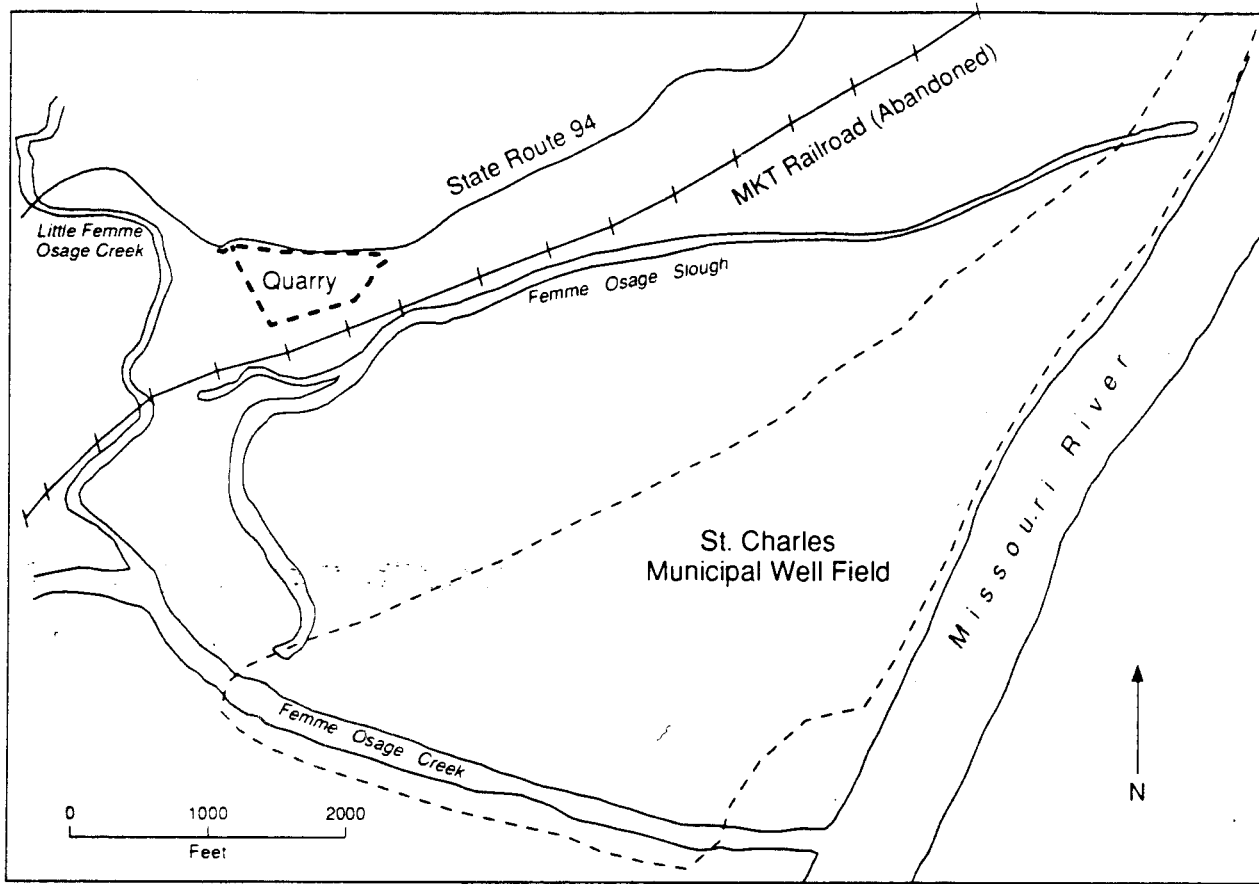 State Route 94
MKT Railroad (Abandoned)
Little Femme
Osage Creek
Quarry
Femme Osage Slough
Missouri River
St. Charles
Municipal Well Field
Femme Osage Creek
N
0 1000 2000
Feet